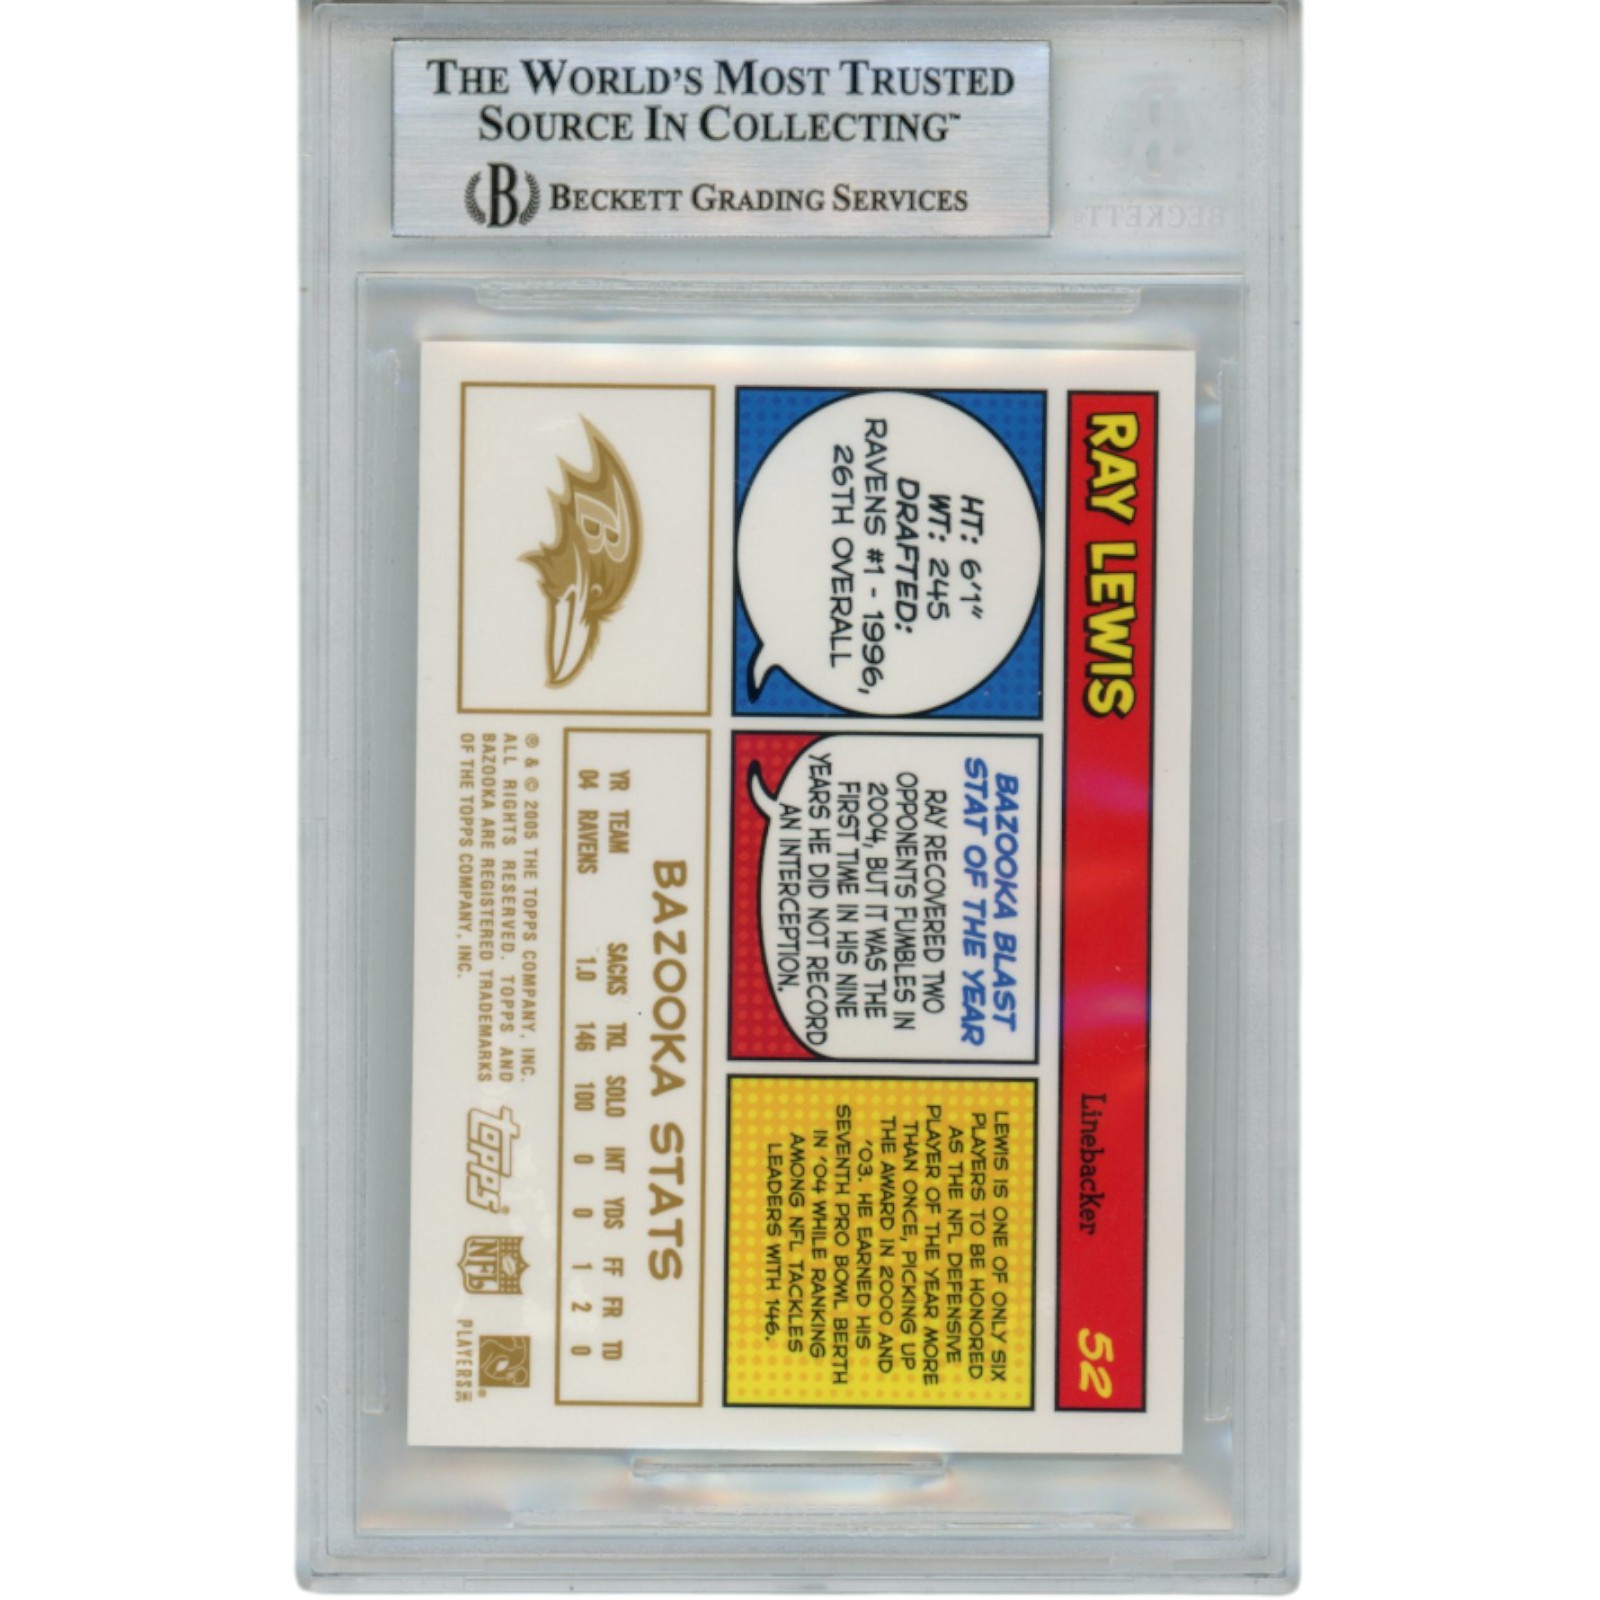 THE WORLD'S MOST TRUSTED
SOURCE IN COLLECTING™
B BECKETT GRADING SERVICES
BECKETT
RAY LEWIS Linebacker 52
HT: 6'1"
WT: 245
DRAFTED:
RAVENS #1 - 1996,
26TH OVERALL
BAZOOKA BLAST
STAT OF THE YEAR
RAY RECOVERED TWO
OPPONENTS FUMBLES IN
2004, BUT IT WAS THE
FIRST TIME IN HIS NINE
YEARS HE DID NOT RECORD
AN INTERCEPTION.
LEWIS IS ONE OF ONLY SIX
PLAYERS TO BE HONORED
AS THE NFL DEFENSIVE
PLAYER OF THE YEAR MORE
THAN ONCE, PICKING UP
THE AWARD IN 2000 AND
'03. HE EARNED HIS
SEVENTH PRO BOWL BERTH
IN '04 WHILE RANKING
AMONG NFL TACKLES
LEADERS WITH 146.
B
BAZOOKA STATS
YR TEAM SACKS TKL SOLO INT YDS FF FR TD
04 RAVENS 1.0 146 100 0 0 1 2 0
® & © 2005 THE TOPPS COMPANY, INC.
ALL RIGHTS RESERVED. TOPPS AND
BAZOOKA ARE REGISTERED TRADEMARKS
OF THE TOPPS COMPANY, INC.
topps®
NFL
PLAYERS INC